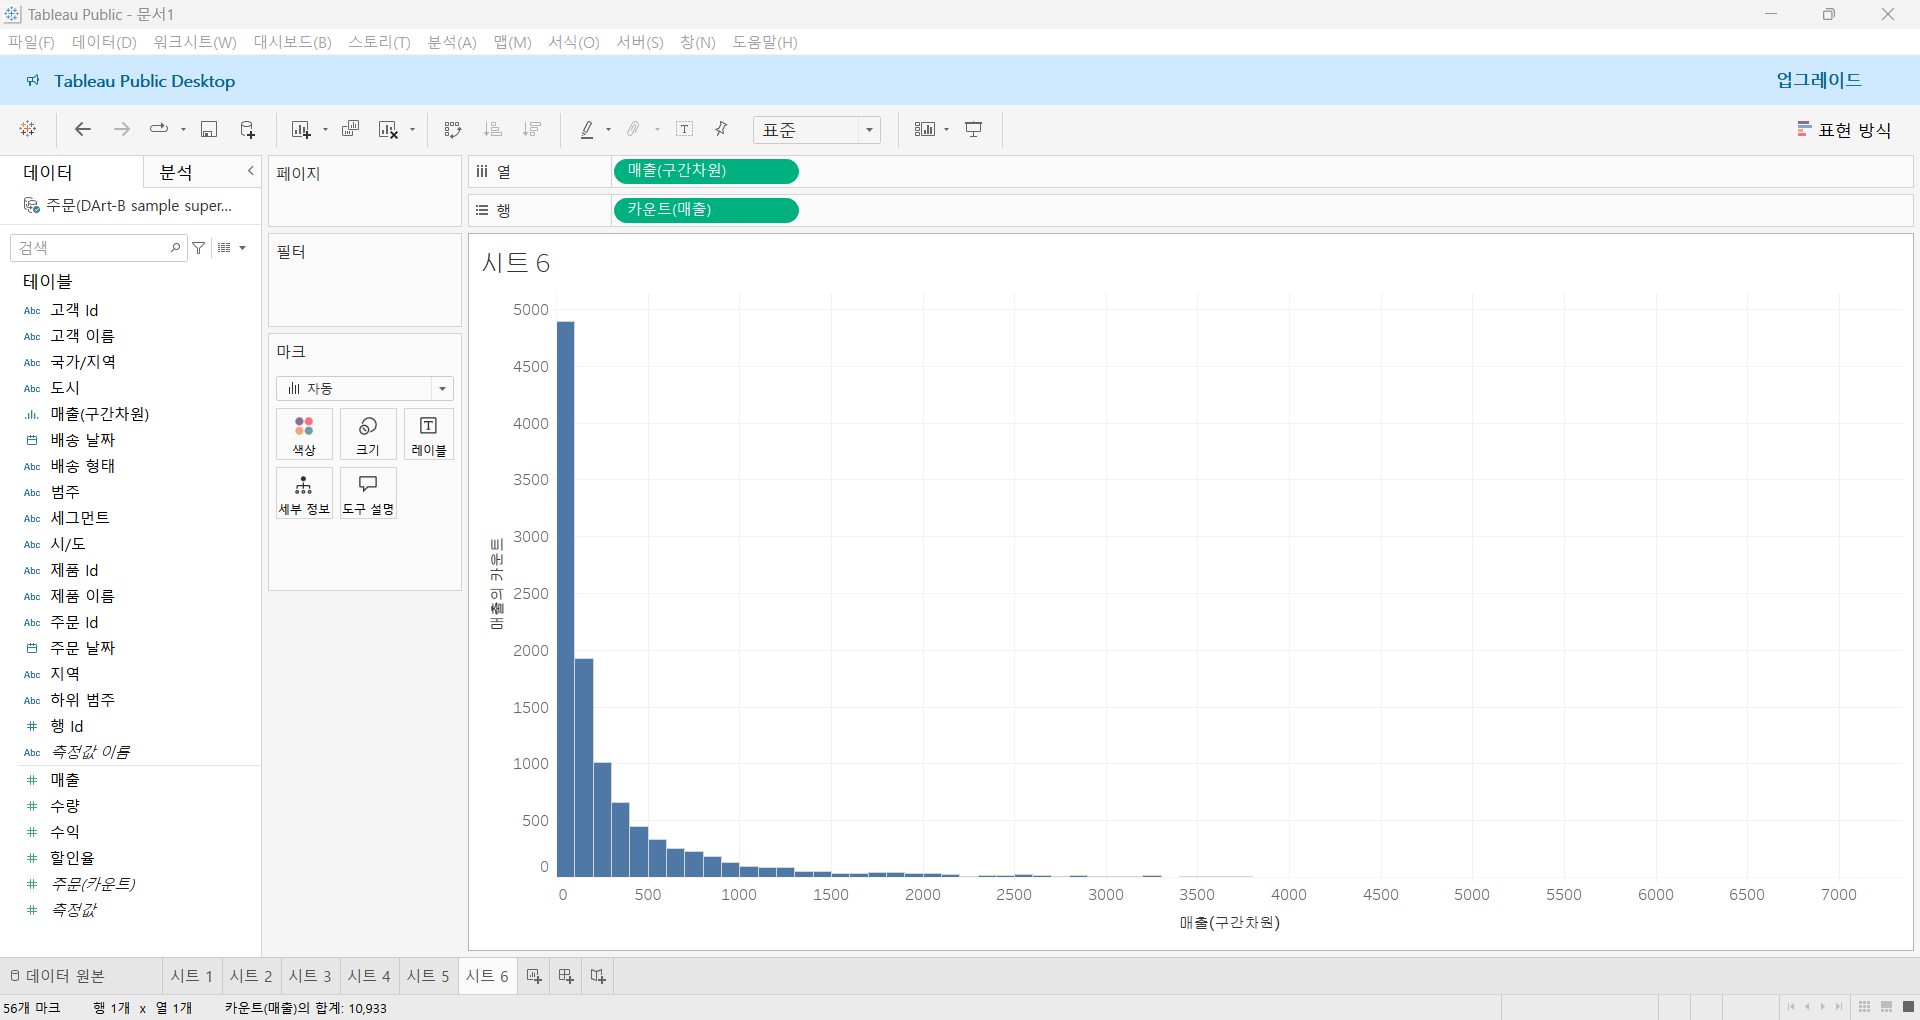 Tableau Public - 문서1
파일(F) 데이터(D) 워크시트(W) 대시보드(B) 스토리(T) 분석(A) 맵(M) 서식(O) 서버(S) 창(N) 도움말(H)
Tableau Public Desktop 업그레이드
표준 표현 방식
데이터 분석
주문(DArt-B sample super...
검색
테이블
Abc 고객 Id
Abc 고객 이름
Abc 국가/지역
Abc 도시
매출(구간차원)
배송 날짜
Abc 배송 형태
Abc 범주
Abc 세그먼트
Abc 시/도
Abc 제품 Id
Abc 제품 이름
Abc 주문 Id
주문 날짜
Abc 지역
Abc 하위 범주
# 행 Id
Abc 측정값 이름
# 매출
# 수량
# 수익
# 할인율
# 주문(카운트)
# 측정값
페이지
필터
마크
자동
색상 크기 레이블
세부 정보 도구 설명
열 매출(구간차원)
행 카운트(매출)
시트 6
매출의 카운트
5000
4500
4000
3500
3000
2500
2000
1500
1000
500
0
0 500 1000 1500 2000 2500 3000 3500 4000 4500 5000 5500 6000 6500 7000
매출(구간차원)
데이터 원본 시트 1 시트 2 시트 3 시트 4 시트 5 시트 6
56개 마크 행 1개 x 열 1개 카운트(매출)의 합계: 10,933